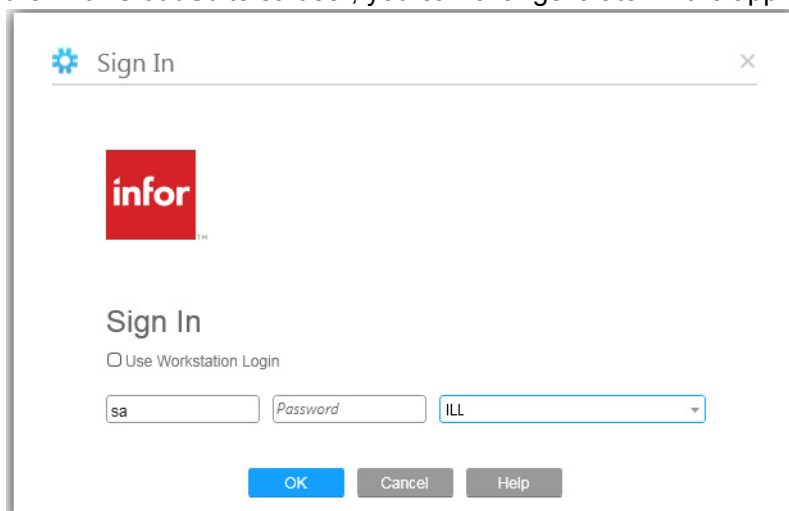 Sign In
infor
TM
Sign In
Use Workstation Login
sa Password ILL
OK Cancel Help